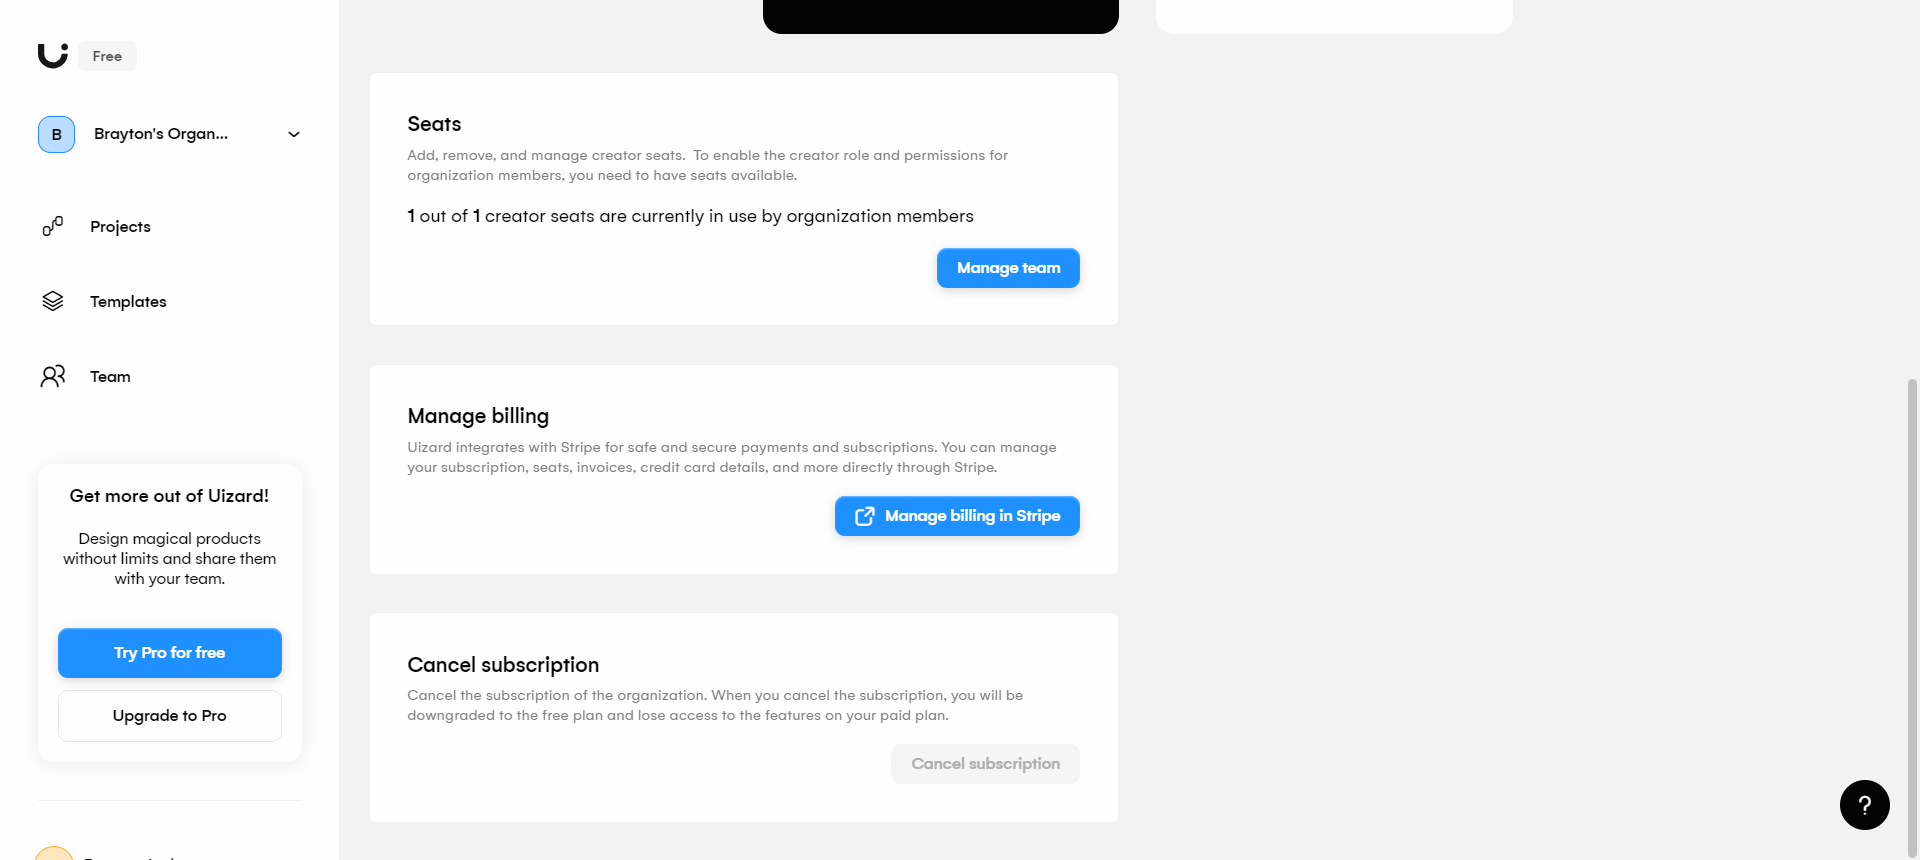 Free
B
Brayton's Organ...
Projects
Templates
Team
Get more out of Uizard!
Design magical products
without limits and share them
with your team.
Try Pro for free
Upgrade to Pro
Seats
Add, remove, and manage creator seats.  To enable the creator role and permissions for
organization members, you need to have seats available.
1 out of 1 creator seats are currently in use by organization members
Manage team
Manage billing
Uizard integrates with Stripe for safe and secure payments and subscriptions. You can manage
your subscription, seats, invoices, credit card details, and more directly through Stripe.
Manage billing in Stripe
Cancel subscription
Cancel the subscription of the organization. When you cancel the subscription, you will be
downgraded to the free plan and lose access to the features on your paid plan.
Cancel subscription
?